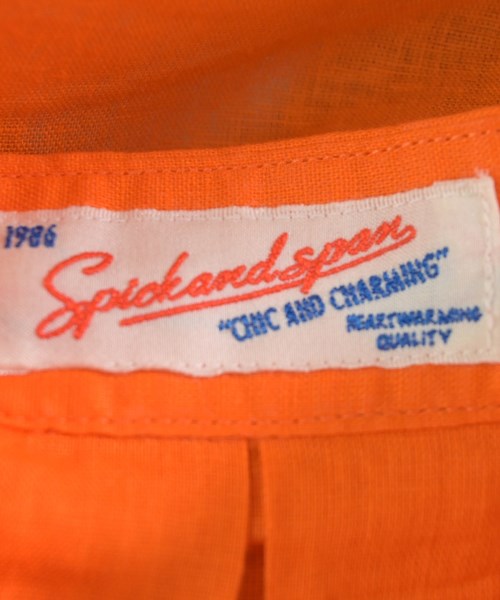 1986
Spick and span
"CHIC AND CHARMING"
HEARTWARMING
QUALITY